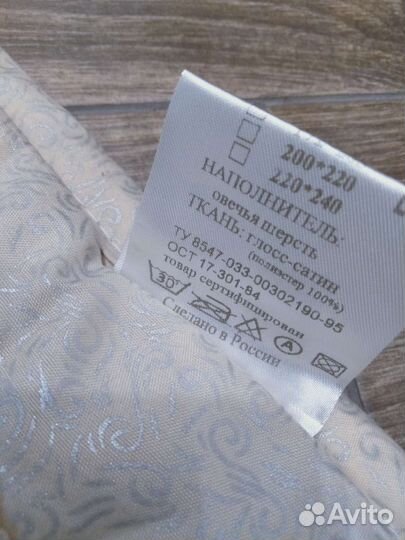 200*220
220*240
НАПОЛНИТЕЛЬ:
овечья шерсть
ТКАНЬ: глосс-сатин
(полиэстер 100%)
ТУ 8547-033-00302190-95
ОСТ 17-301-84
товар сертифицирован
30° A
Сделано в России
Avito